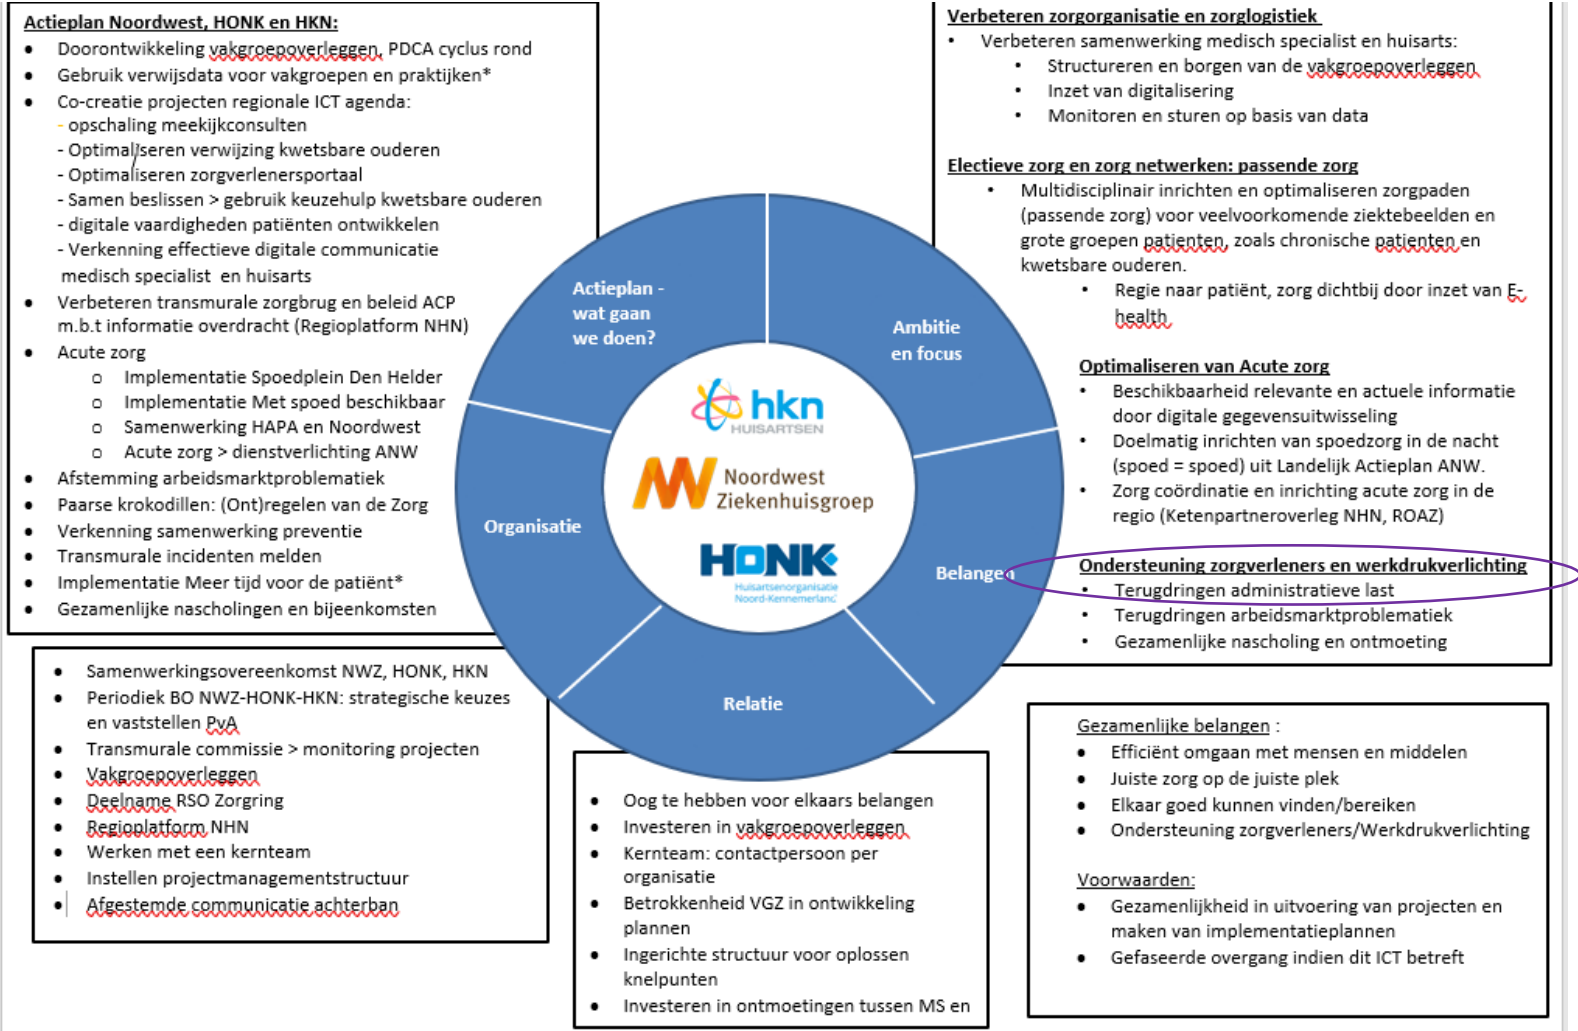 Actieplan Noordwest, HONK en HKN:
• Doorontwikkeling vakgroepoverleggen, PDCA cyclus rond
• Gebruik verwijsdata voor vakgroepen en praktijken*
• Co-creatie projecten regionale ICT agenda:
- opschaling meekijkconsulten
- Optimaliseren verwijzing kwetsbare ouderen
- Optimaliseren zorgverlenersportaal
- Samen beslissen > gebruik keuzehulp kwetsbare ouderen
- digitale vaardigheden patiënten ontwikkelen
- Verkenning effectieve digitale communicatie
medisch specialist en huisarts
• Verbeteren transmurale zorgbrug en beleid ACP
m.b.t informatie overdracht (Regioplatform NHN)
• Acute zorg
o Implementatie Spoedplein Den Helder
o Implementatie Met spoed beschikbaar
o Samenwerking HAPA en Noordwest
o Acute zorg > dienstverlichting ANW
• Afstemming arbeidsmarktproblematiek
• Paarse krokodillen: (Ont)regelen van de Zorg
• Verkenning samenwerking preventie
• Transmurale incidenten melden
• Implementatie Meer tijd voor de patiënt*
• Gezamenlijke nascholingen en bijeenkomsten
Verbeteren zorgorganisatie en zorglogistiek
• Verbeteren samenwerking medisch specialist en huisarts:
• Structureren en borgen van de vakgroepoverleggen
• Inzet van digitalisering
• Monitoren en sturen op basis van data
Electieve zorg en zorg netwerken: passende zorg
• Multidisciplinair inrichten en optimaliseren zorgpaden
(passende zorg) voor veelvoorkomende ziektebeelden en
grote groepen patienten, zoals chronische patienten en
kwetsbare ouderen.
• Regie naar patiënt, zorg dichtbij door inzet van E-
health
Optimaliseren van Acute zorg
• Beschikbaarheid relevante en actuele informatie
door digitale gegevensuitwisseling
• Doelmatig inrichten van spoedzorg in de nacht
(spoed = spoed) uit Landelijk Actieplan ANW.
• Zorg coördinatie en inrichting acute zorg in de
regio (Ketenpartneroverleg NHN, ROAZ)
Ondersteuning zorgverleners en werkdrukverlichting
• Terugdringen administratieve last
• Terugdringen arbeidsmarktproblematiek
• Gezamenlijke nascholing en ontmoeting
Actieplan -
wat gaan
we doen?
Ambitie
en focus
Organisatie
Belangen
Relatie
hkn
HUISARTSEN
Noordwest
Ziekenhuisgroep
HONK
Huisartsenorganisatie
Noord-Kennemerland
• Samenwerkingsovereenkomst NWZ, HONK, HKN
• Periodiek BO NWZ-HONK-HKN: strategische keuzes
en vaststellen PvA
• Transmurale commissie > monitoring projecten
• Vakgroepoverleggen
• Deelname RSO Zorgring
• Regioplatform NHN
• Werken met een kernteam
• Instellen projectmanagementstructuur
• Afgestemde communicatie achterban
• Oog te hebben voor elkaars belangen
• Investeren in vakgroepoverleggen
• Kernteam: contactpersoon per
organisatie
• Betrokkenheid VGZ in ontwikkeling
plannen
• Ingerichte structuur voor oplossen
knelpunten
• Investeren in ontmoetingen tussen MS en
Gezamenlijke belangen :
• Efficiënt omgaan met mensen en middelen
• Juiste zorg op de juiste plek
• Elkaar goed kunnen vinden/bereiken
• Ondersteuning zorgverleners/Werkdrukverlichting
Voorwaarden:
• Gezamenlijkheid in uitvoering van projecten en
maken van implementatieplannen
• Gefaseerde overgang indien dit ICT betreft